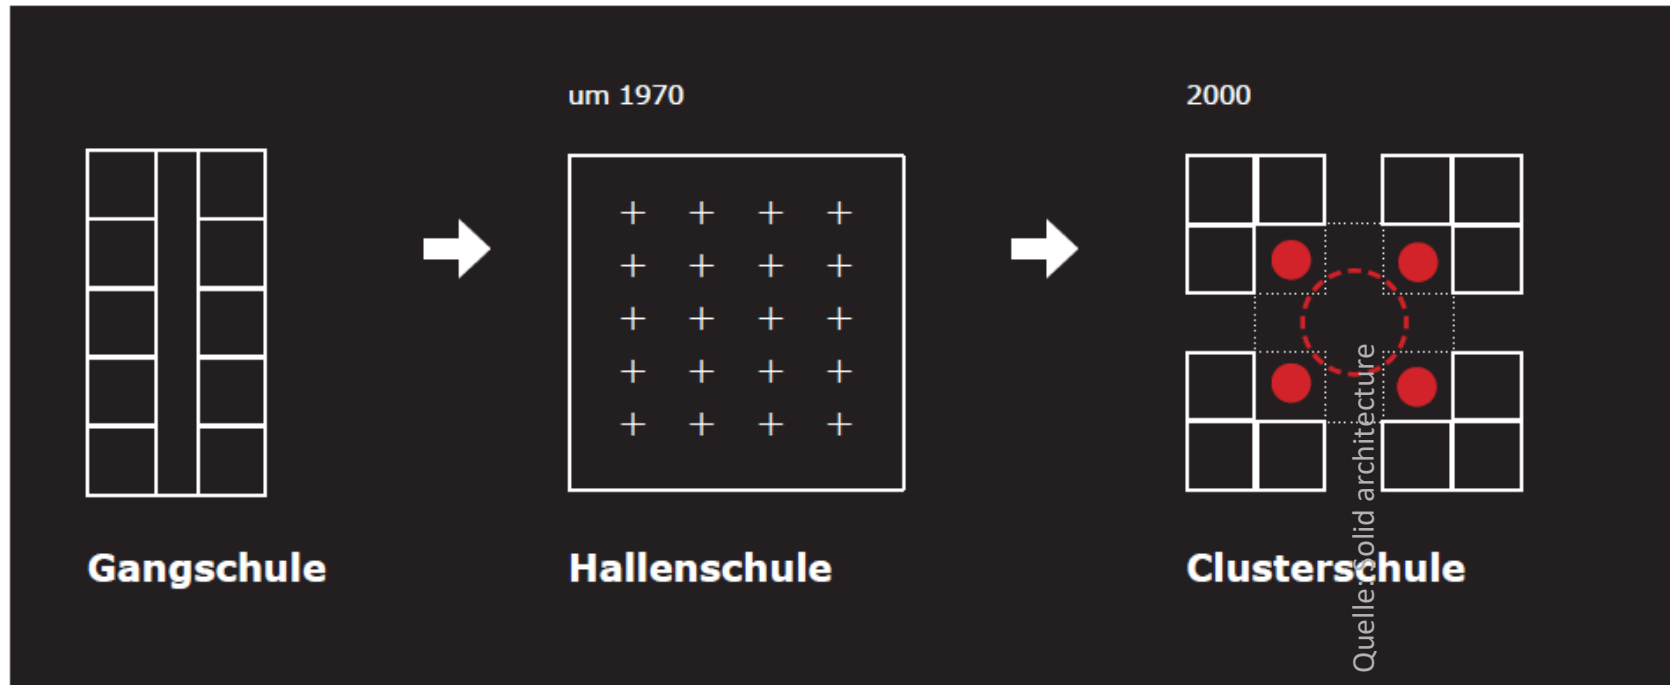 um 1970
2000
Gangschule
Hallenschule
Clusterschule
Quelle: Solid architecture